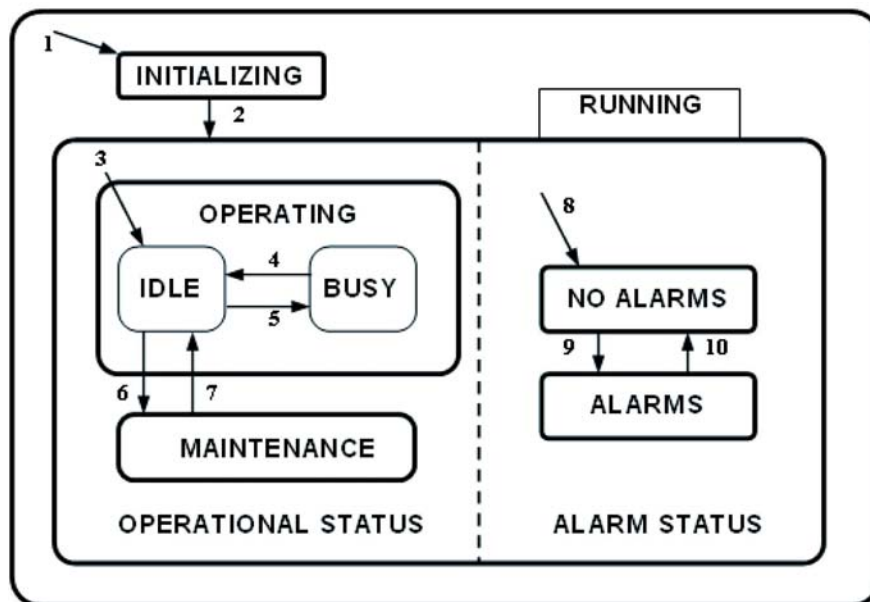 1
INITIALIZING
2
RUNNING
3
OPERATING
8
IDLE
4
BUSY
5
NO ALARMS
9
10
6
7
ALARMS
MAINTENANCE
OPERATIONAL STATUS
ALARM STATUS